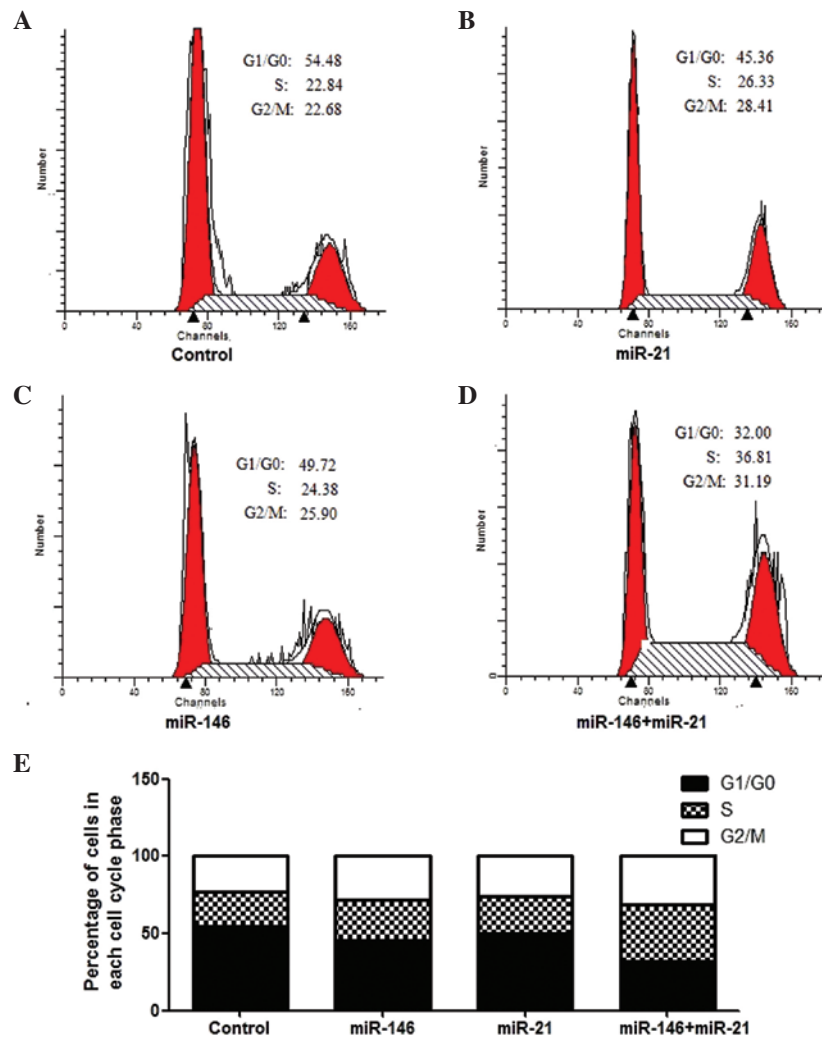 A
G1/G0: 54.48
S: 22.84
G2/M: 22.68
Number
0 80 160
Channels
Control
B
G1/G0: 45.36
S: 26.33
G2/M: 28.41
Number
0 80 160
Channels
miR-21
C
G1/G0: 49.72
S: 24.38
G2/M: 25.90
Number
0 40 80 120 160
Channels
miR-146
D
G1/G0: 32.00
S: 36.81
G2/M: 31.19
Number
0
0 40 80 120 160
Channels
miR-146+miR-21
E
Percentage of cells in
each cell cycle phase
150
100
50
0
G1/G0
S
G2/M
Control miR-146 miR-21 miR-146+miR-21